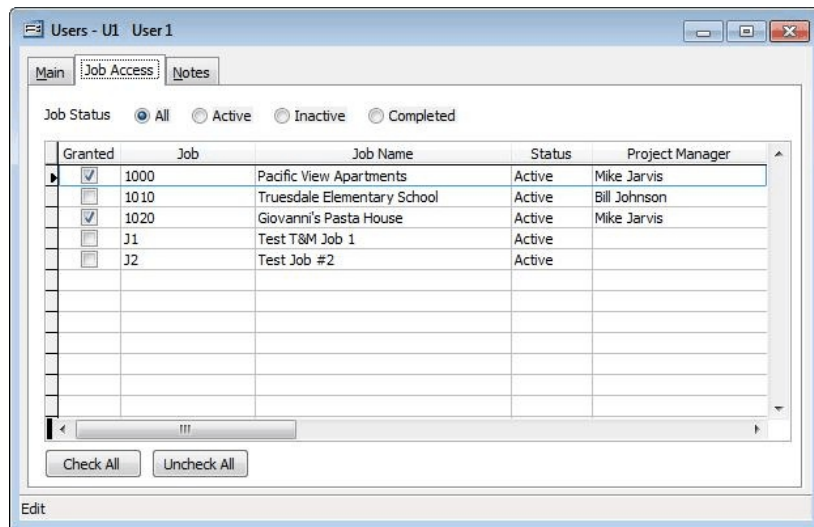 Users - U1 User 1
Main Job Access Notes
Job Status All Active Inactive Completed
Granted Job Job Name Status Project Manager
1000 Pacific View Apartments Active Mike Jarvis
1010 Truesdale Elementary School Active Bill Johnson
1020 Giovanni's Pasta House Active Mike Jarvis
J1 Test T&M Job 1 Active
J2 Test Job #2 Active
Check All Uncheck All
Edit